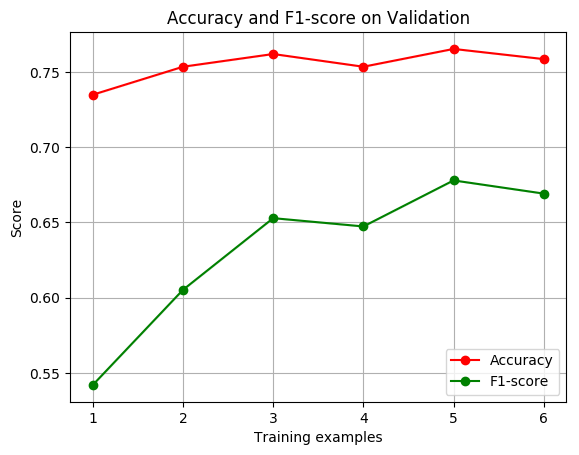 Accuracy and F1-score on Validation
0.75
0.70
0.65
0.60
0.55
Score
1 2 3 4 5 6
Training examples
Accuracy
F1-score